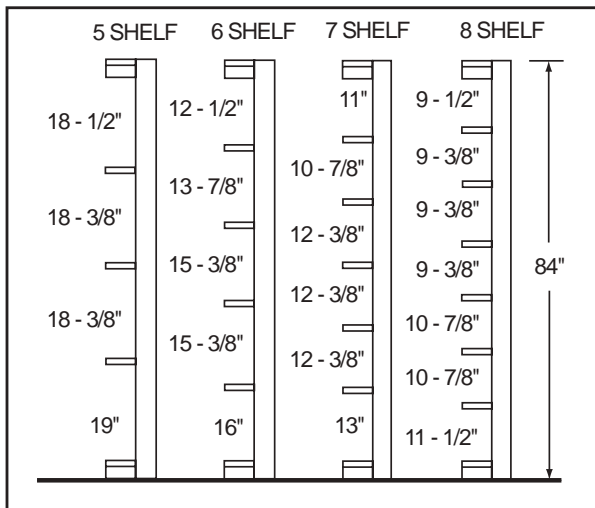 5 SHELF 6 SHELF 7 SHELF 8 SHELF
18 - 1/2"
18 - 3/8"
18 - 3/8"
19"
12 - 1/2"
13 - 7/8"
15 - 3/8"
15 - 3/8"
16"
11"
10 - 7/8"
12 - 3/8"
12 - 3/8"
12 - 3/8"
13"
9 - 1/2"
9 - 3/8"
9 - 3/8"
9 - 3/8"
10 - 7/8"
10 - 7/8"
11 - 1/2"
84"